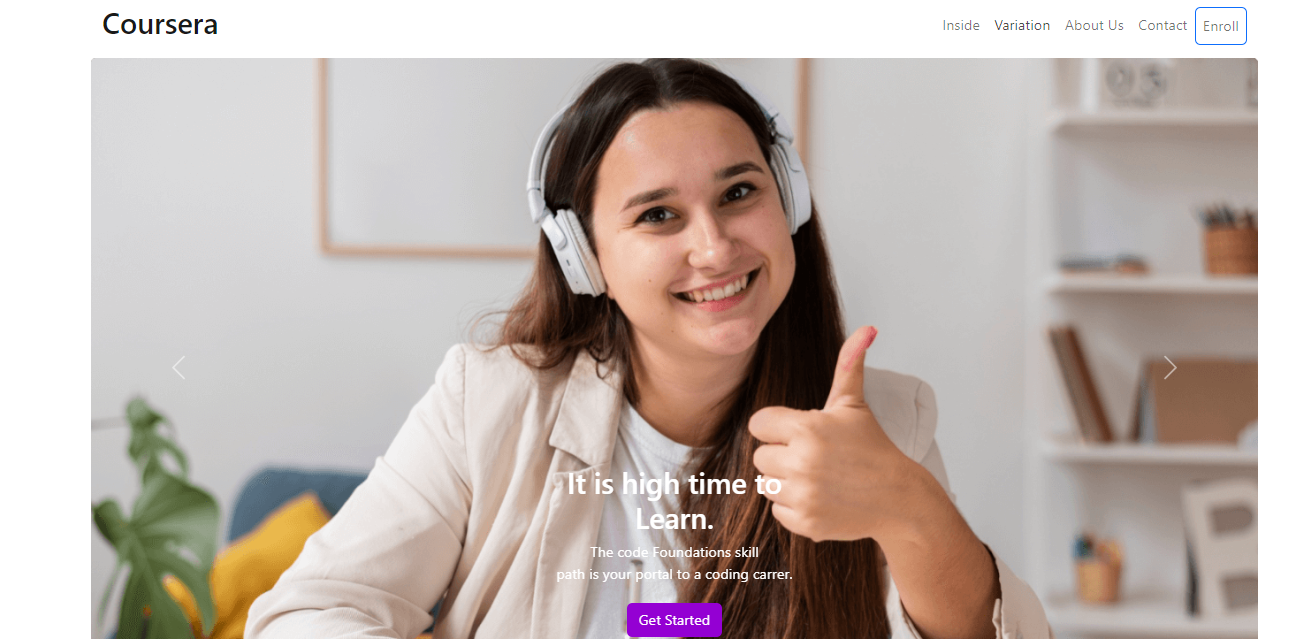 Coursera
Inside Variation About Us Contact Enroll
It is high time to
Learn.
The code Foundations skill
path is your portal to a coding carrer.
Get Started